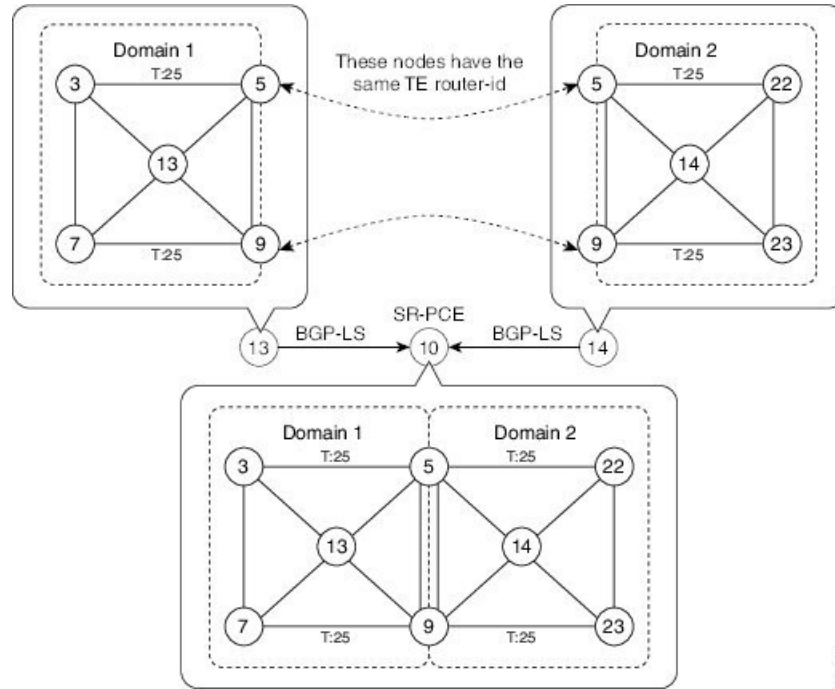 Domain 1
T:25
3
5
13
7
9
T:25
These nodes have the
same TE router-id
Domain 2
T:25
5
22
14
9
23
T:25
SR-PCE
13
BGP-LS
10
BGP-LS
14
Domain 1
Domain 2
T:25
T:25
3
5
22
13
14
7
9
23
T:25
T:25